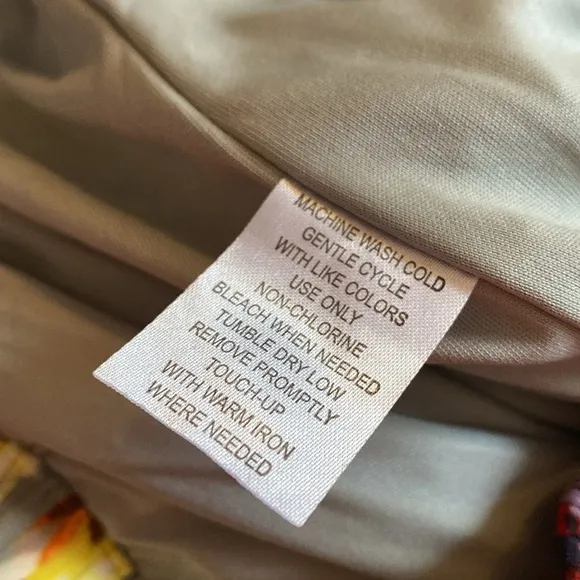 MACHINE WASH COLD
GENTLE CYCLE
WITH LIKE COLORS
USE ONLY
NON-CHLORINE
BLEACH WHEN NEEDED
TUMBLE DRY LOW
REMOVE PROMPTLY
TOUCH-UP
WITH WARM IRON
WHERE NEEDED